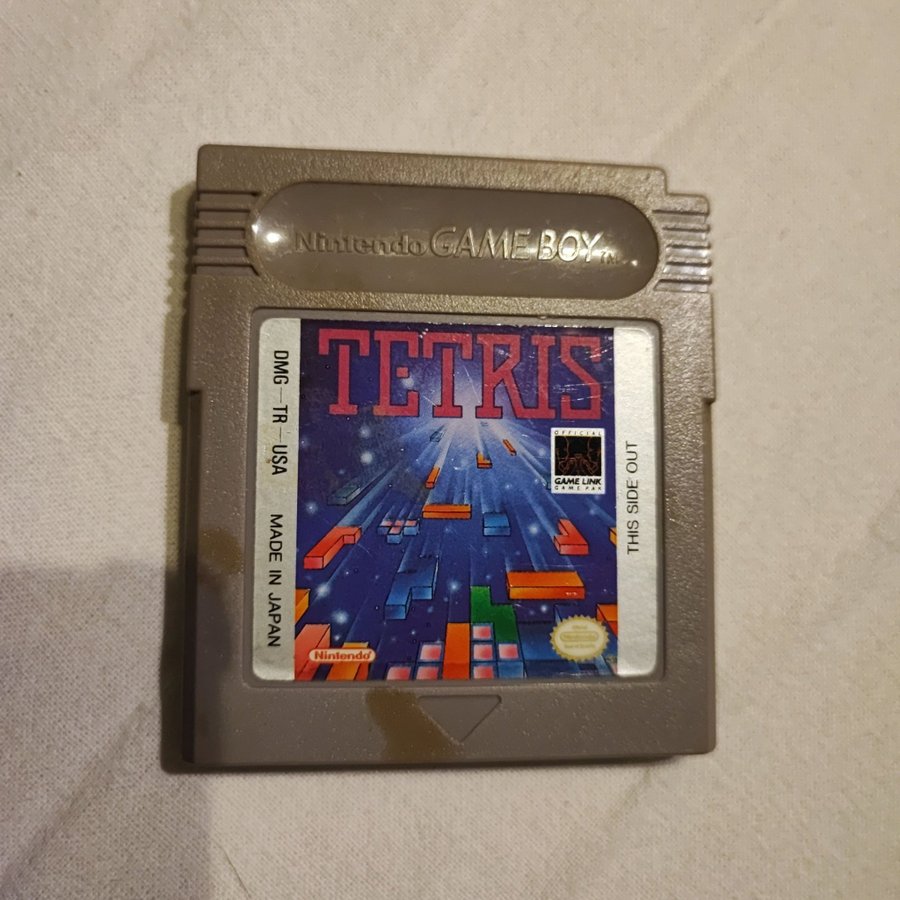 Nintendo GAME BOY TM
TETRIS
DMG-TR-USA MADE IN JAPAN
OFFICIAL
GAME LINK
GAME PAK
THIS SIDE OUT
Nintendo
Nintendo